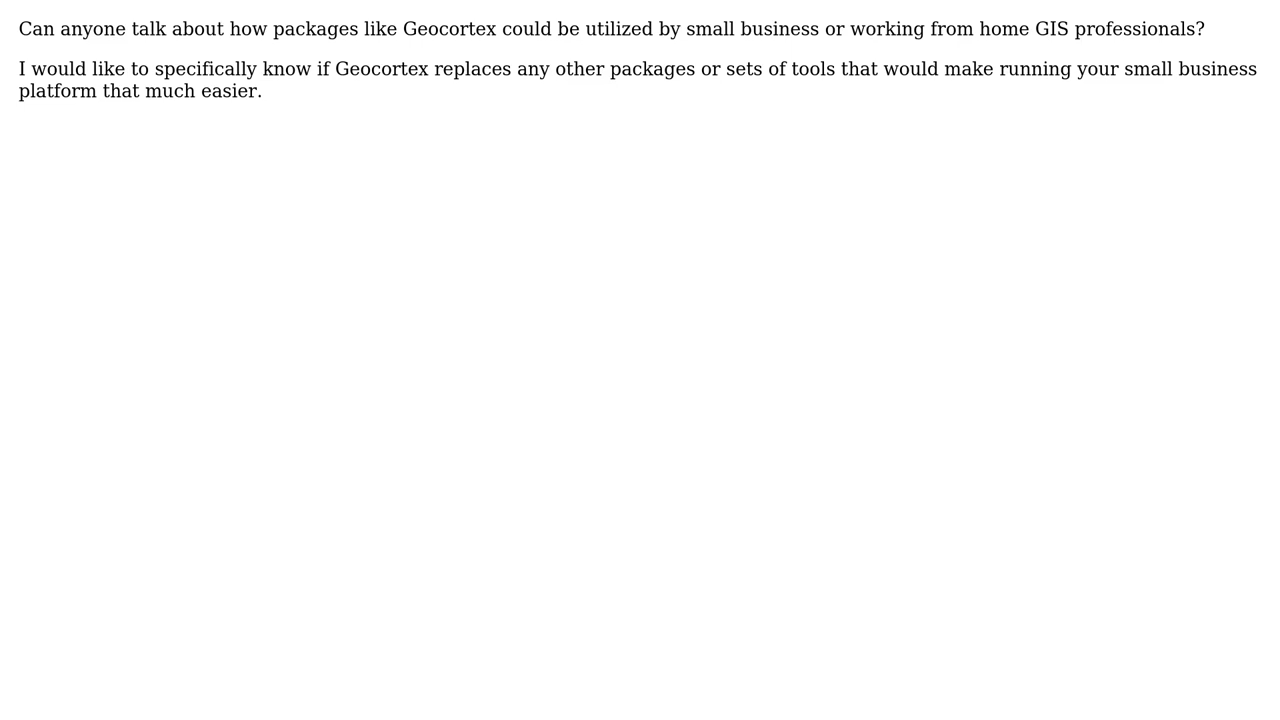 Can anyone talk about how packages like Geocortex could be utilized by small business or working from home GIS professionals?
I would like to specifically know if Geocortex replaces any other packages or sets of tools that would make running your small business
platform that much easier.